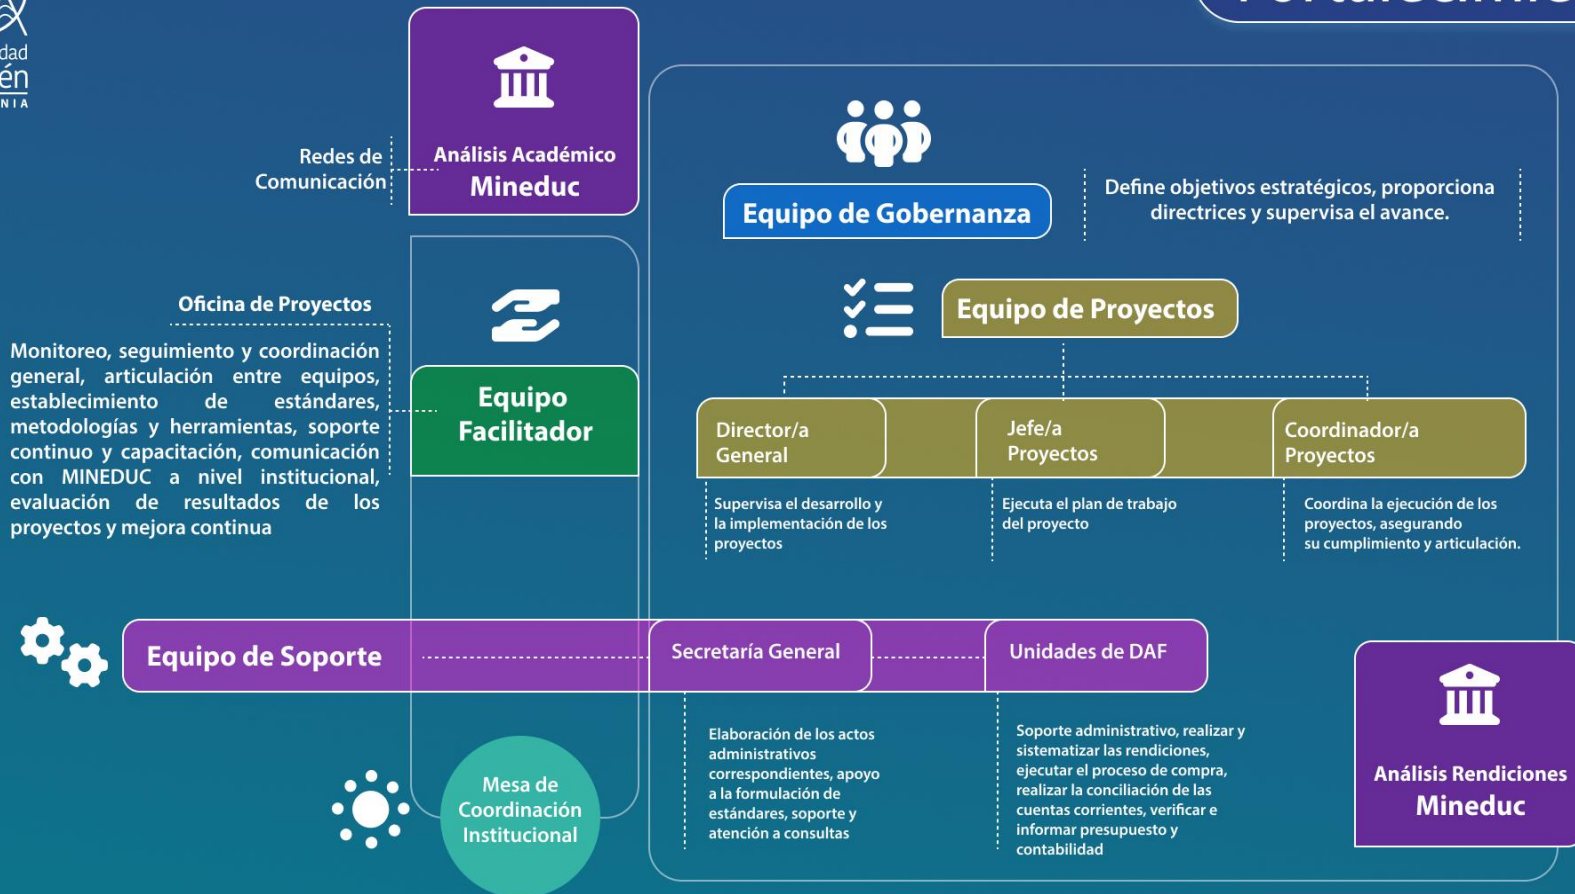 én
Análisis Académico
Mineduc
Redes de
Comunicación
Equipo de Gobernanza
Define objetivos estratégicos, proporciona
directrices y supervisa el avance.
Oficina de Proyectos
Monitoreo, seguimiento y coordinación
general, articulación entre equipos,
establecimiento de estándares,
metodologías y herramientas, soporte
continuo y capacitación, comunicación
con MINEDUC a nivel institucional,
evaluación de resultados de los
proyectos y mejora continua
Equipo
Facilitador
Equipo de Proyectos
Director/a
General
Supervisa el desarrollo y
la implementación de los
proyectos
Jefe/a
Proyectos
Ejecuta el plan de trabajo
del proyecto
Coordinador/a
Proyectos
Coordina la ejecución de los
proyectos, asegurando
su cumplimiento y articulación.
Equipo de Soporte
Secretaría General
Unidades de DAF
Elaboración de los actos
administrativos
correspondientes, apoyo
a la formulación de
estándares, soporte y
atención a consultas
Soporte administrativo, realizar y
sistematizar las rendiciones,
ejecutar el proceso de compra,
realizar la conciliación de las
cuentas corrientes, verificar e
informar presupuesto y
contabilidad
Mesa de
Coordinación
Institucional
Análisis Rendiciones
Mineduc